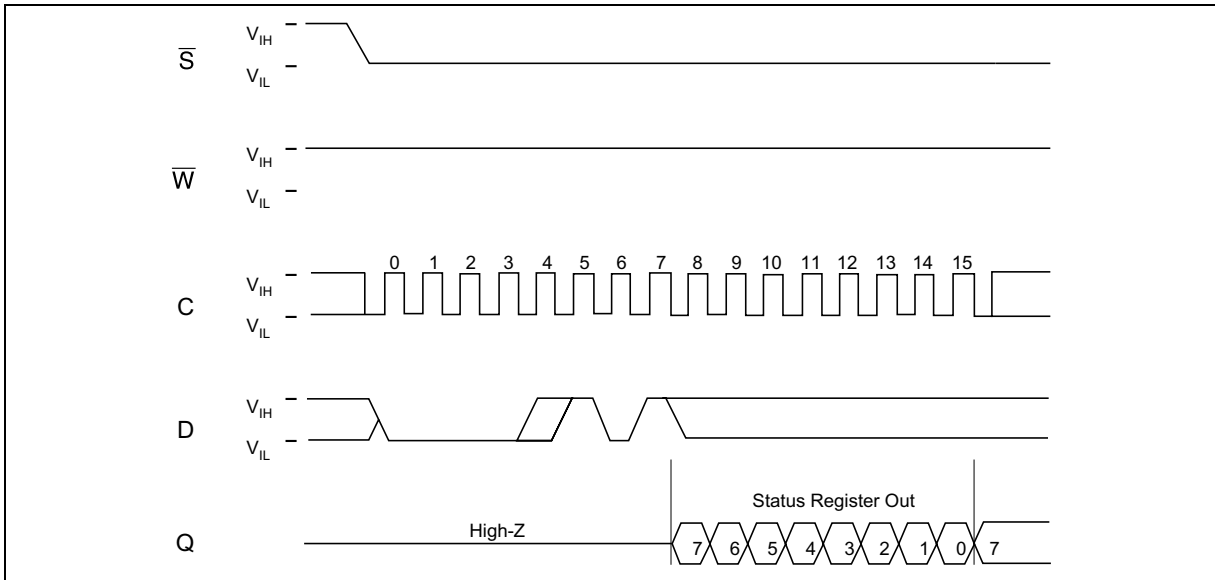 S̅
V_IH
V_IL
W̅
V_IH
V_IL
0 1 2 3 4 5 6 7 8 9 10 11 12 13 14 15
C
V_IH
V_IL
D
V_IH
V_IL
Status Register Out
Q
High-Z
7 6 5 4 3 2 1 0 7